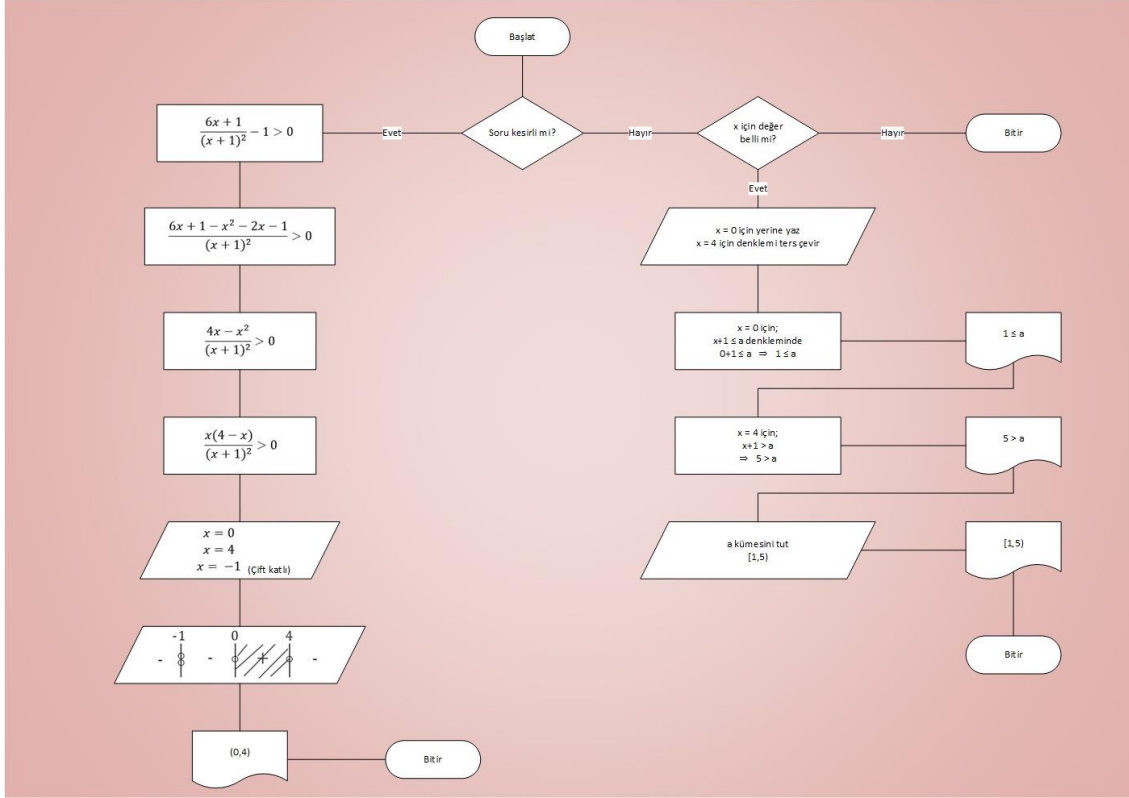 Başlat
Soru kesirli mi?
Evet
Hayır
x için değer
belli mi?
Hayır
Bitir
Evet
6x + 1 / (x + 1)² − 1 > 0
6x + 1 − x² − 2x − 1 / (x + 1)² > 0
4x − x² / (x + 1)² > 0
x(4 − x) / (x + 1)² > 0
x = 0
x = 4
x = −1 (Çift katlı)
-1 0 4
- - + -
(0,4)
Bitir
x = 0 için yerine yaz
x = 4 için denklemi ters çevir
x = 0 için;
x+1 ≤ a denkleminde
0+1 ≤ a ⇒ 1 ≤ a
1 ≤ a
x = 4 için;
x+1 > a
⇒ 5 > a
5 > a
a kümesini tut
[1,5)
[1,5)
Bitir